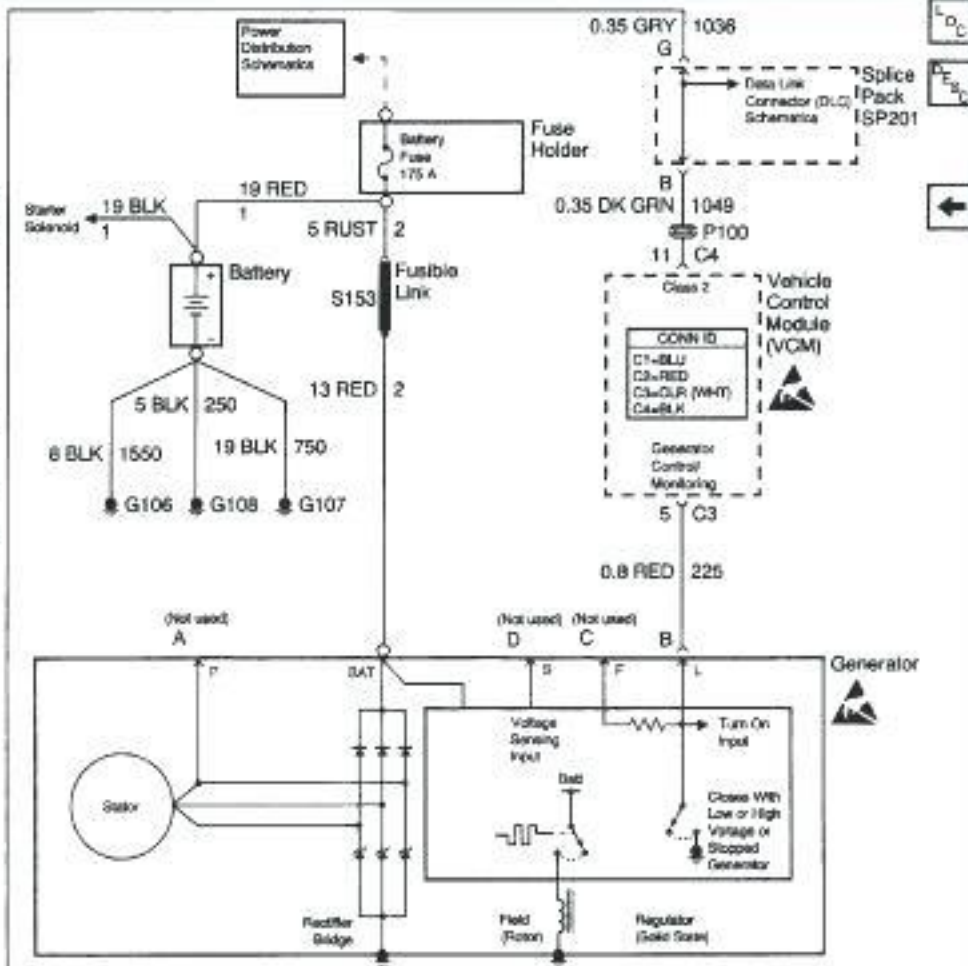 0.35 GRY 1036
G
Power
Distribution
Schematics
Data Link
Connector (DLC)
Schematics
Splice
Pack
SP201
L
O
C
D
E
S
C
Battery
Fuse
175 A
Fuse
Holder
B
0.35 DK GRN 1049
P100
11 C4
19 RED
1
Starter
Solenoid
19 BLK
1
5 RUST 2
+
Battery
-
S153
Fusible
Link
Class 2
Vehicle
Control
Module
(VCM)
CONN ID
C1=BLU
C2=RED
C3=CLR (WHT)
C4=BLK
13 RED 2
5 BLK 250
8 BLK 1550
19 BLK 750
Generator
Control/
Monitoring
G106
G108
G107
5 C3
0.8 RED 225
(Not used)
A
(Not used)
D
(Not used)
C
B
Generator
P
BAT
S
F
L
Voltage
Sensing
Input
Turn On
Input
Batt
Stator
Closes With
Low or High
Voltage or
Stopped
Generator
Rectifier
Bridge
Field
(Rotor)
Regulator
(Solid State)